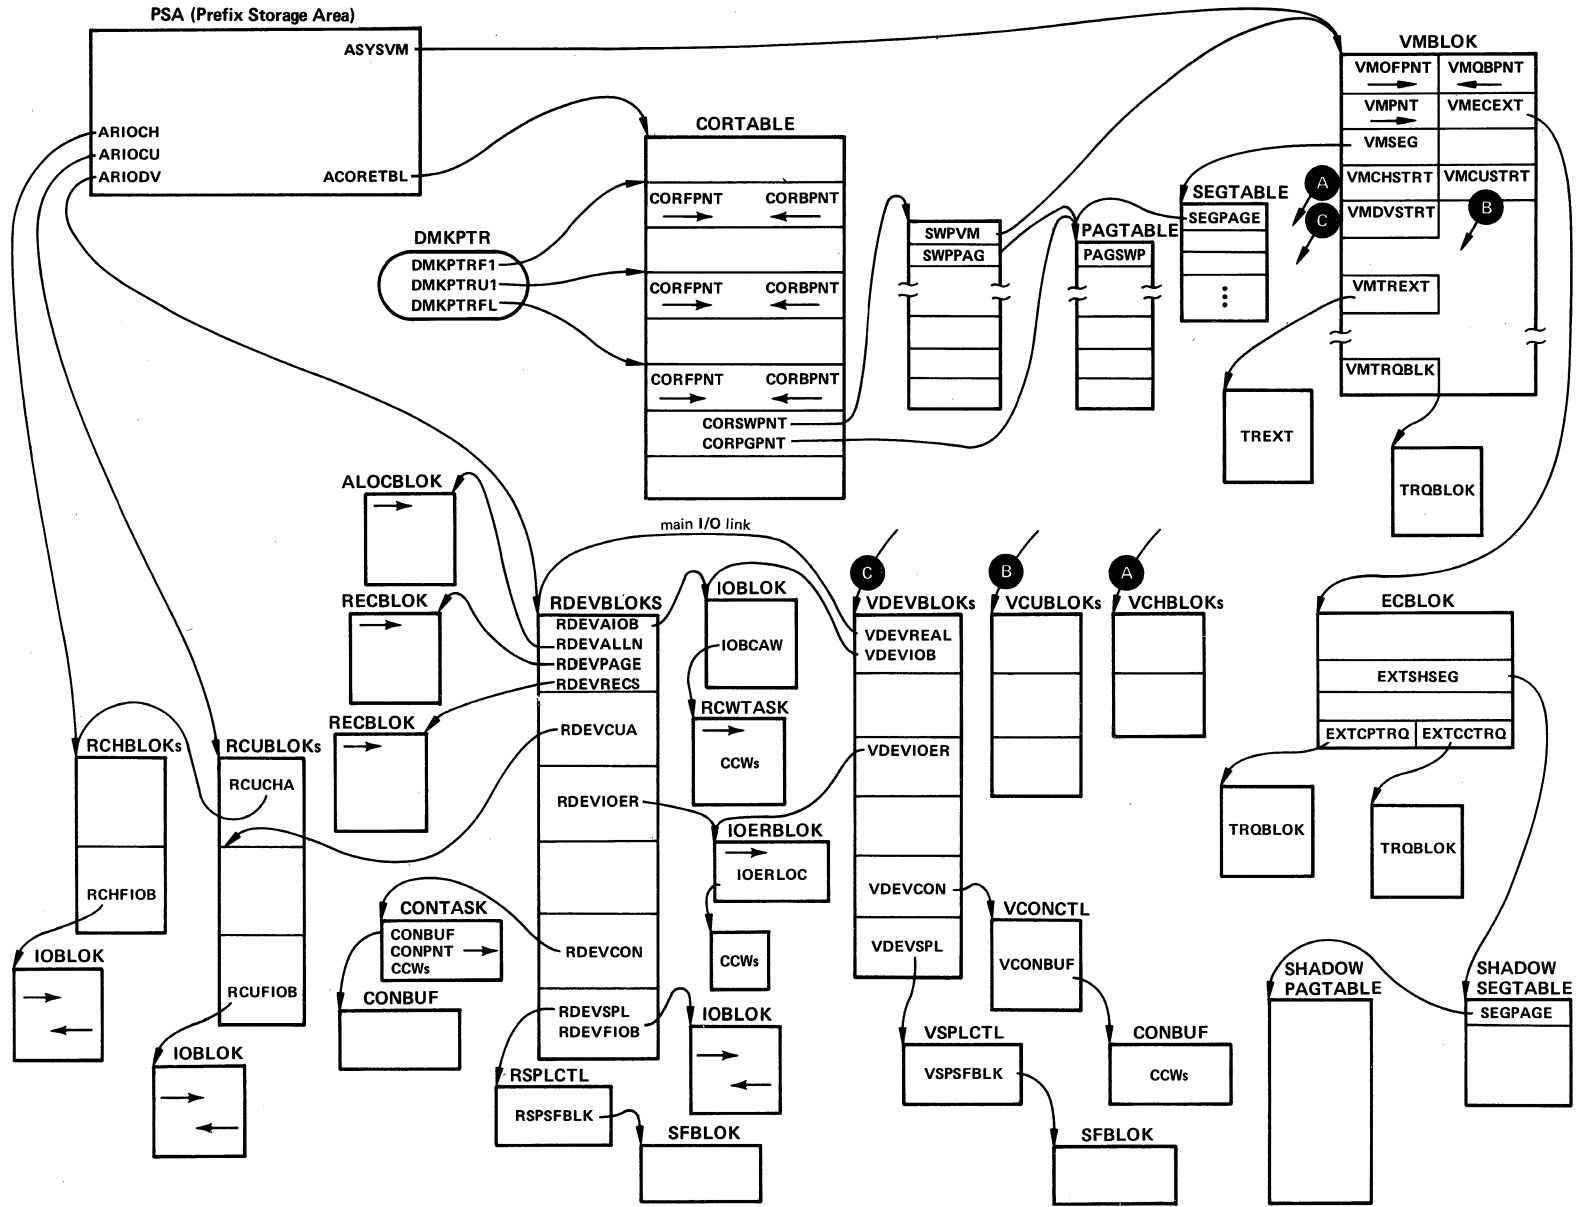 PSA (Prefix Storage Area)
ASYSVM
ARIOCH
ARIOCU
ARIODV
ACORETBL
CORTABLE
CORFPNT CORBPNT
CORFPNT CORBPNT
CORFPNT CORBPNT
CORSWPNT
CORPGPNT
DMKPTR
DMKPTRF1
DMKPTRU1
DMKPTRFL
SWPVM
SWPPAG
PAGTABLE
PAGSWP
SEGTABLE
SEGPAGE
VMBLOK
VMOFPNT VMQBPNT
VMPNT VMECEXT
VMSEG
VMCHSTRT VMCUSTRT
VMDVSTRT
VMTREXT
VMTRQBLK
A
C
B
TREXT
TRQBLOK
ALOCBLOK
RECBLOK
RECBLOK
main I/O link
RDEVBLOKS
RDEVAIOB
RDEVALLN
RDEVPAGE
RDEVRECS
RDEVCUA
RDEVIOER
RDEVCON
RDEVSPL
RDEVFIOB
IOBLOK
IOBCAW
RCWTASK
CCWs
IOERBLOK
IOERLOC
CCWs
C
VDEVBLOKs
VDEVREAL
VDEVIOB
VDEVIOER
VDEVCON
VDEVSPL
B
VCUBLOKs
A
VCHBLOKs
ECBLOK
EXTSHSEG
EXTCPTRQ EXTCCTRQ
TRQBLOK
TRQBLOK
RCHBLOKs
RCHFIOB
RCUBLOKs
RCUCHA
RCUFIOB
IOBLOK
IOBLOK
CONTASK
CONBUF
CONPNT
CCWs
CONBUF
IOBLOK
RSPLCTL
RSPSFBLK
SFBLOK
VCONCTL
VCONBUF
VSPLCTL
VSPSFBLK
CONBUF
CCWs
SFBLOK
SHADOW
PAGTABLE
SHADOW
SEGTABLE
SEGPAGE